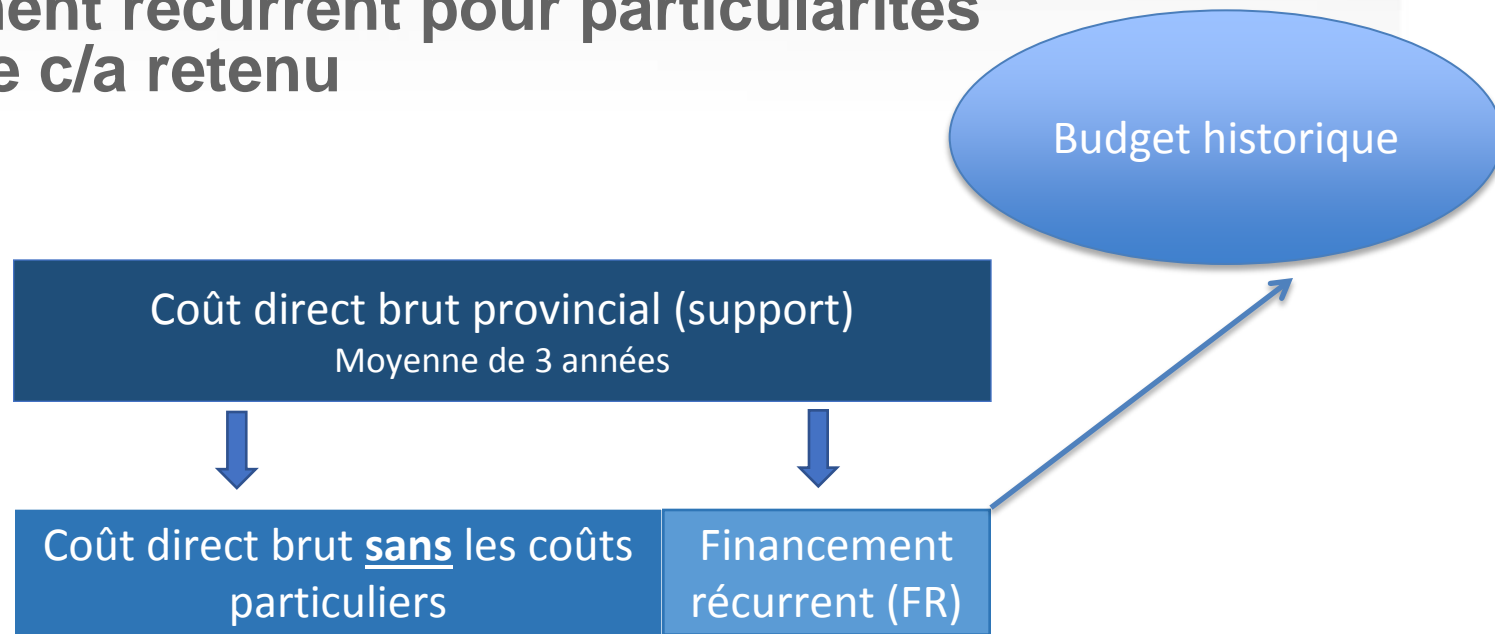 ment récurrent pour particularités
e c/a retenu
Budget historique
Coût direct brut provincial (support)
Moyenne de 3 années
Coût direct brut sans les coûts
particuliers
Financement
récurrent (FR)